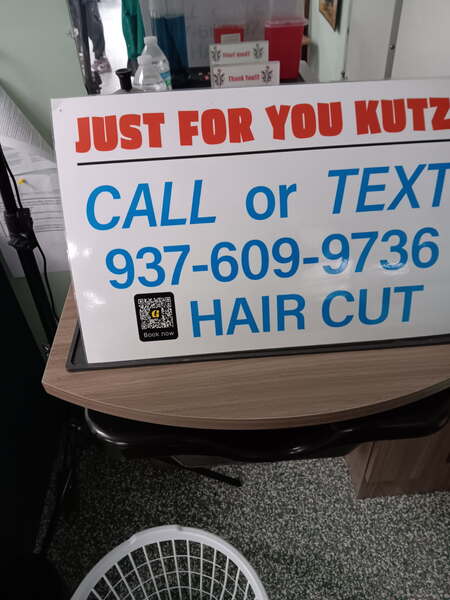 Thank You!!
JUST FOR YOU KUTZ
CALL or TEXT
937-609-9736
HAIR CUT
Book now